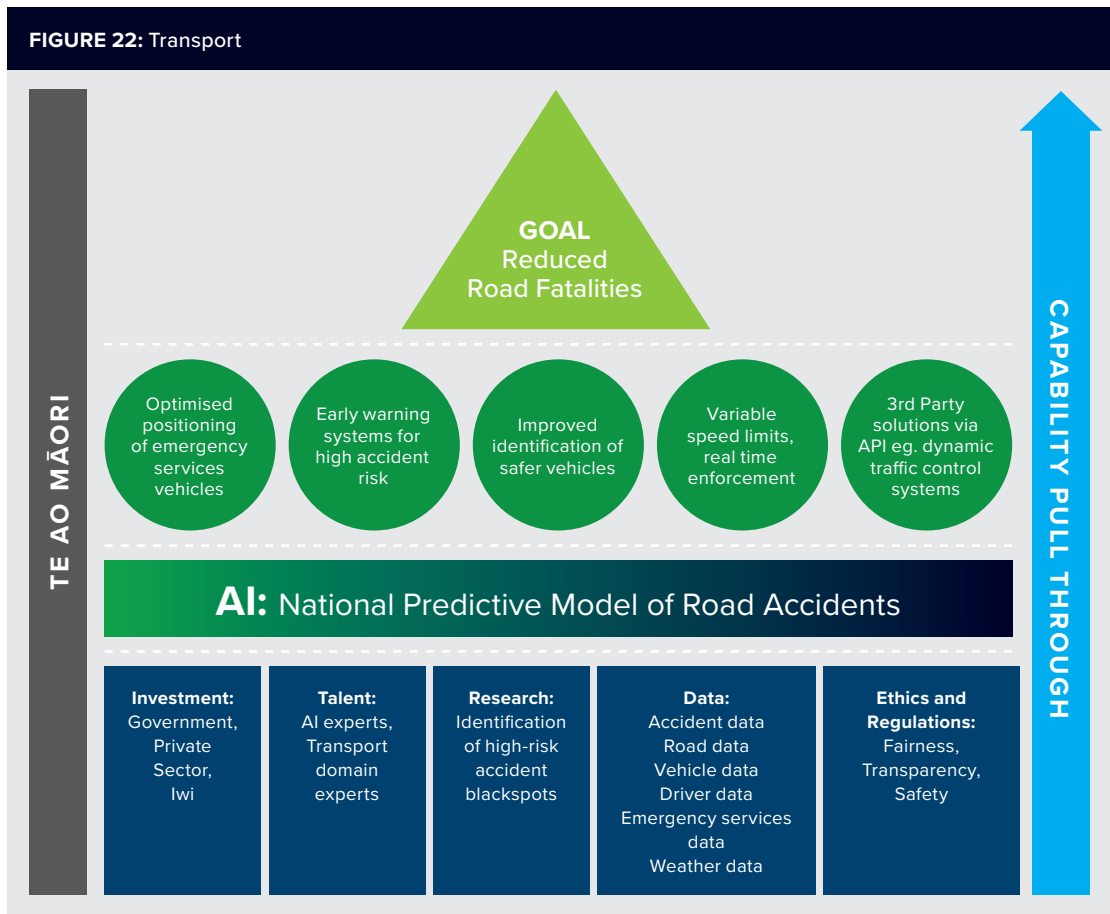 FIGURE 22: Transport
TE AO MĀORI
GOAL
Reduced
Road Fatalities
Optimised
positioning
of emergency
services
vehicles
Early warning
systems for
high accident
risk
Improved
identification of
safer vehicles
Variable
speed limits,
real time
enforcement
3rd Party
solutions via
API eg. dynamic
traffic control
systems
AI: National Predictive Model of Road Accidents
Investment:
Government,
Private
Sector,
Iwi
Talent:
AI experts,
Transport
domain
experts
Research:
Identification
of high-risk
accident
blackspots
Data:
Accident data
Road data
Vehicle data
Driver data
Emergency services
data
Weather data
Ethics and
Regulations:
Fairness,
Transparency,
Safety
CAPABILITY PULL THROUGH